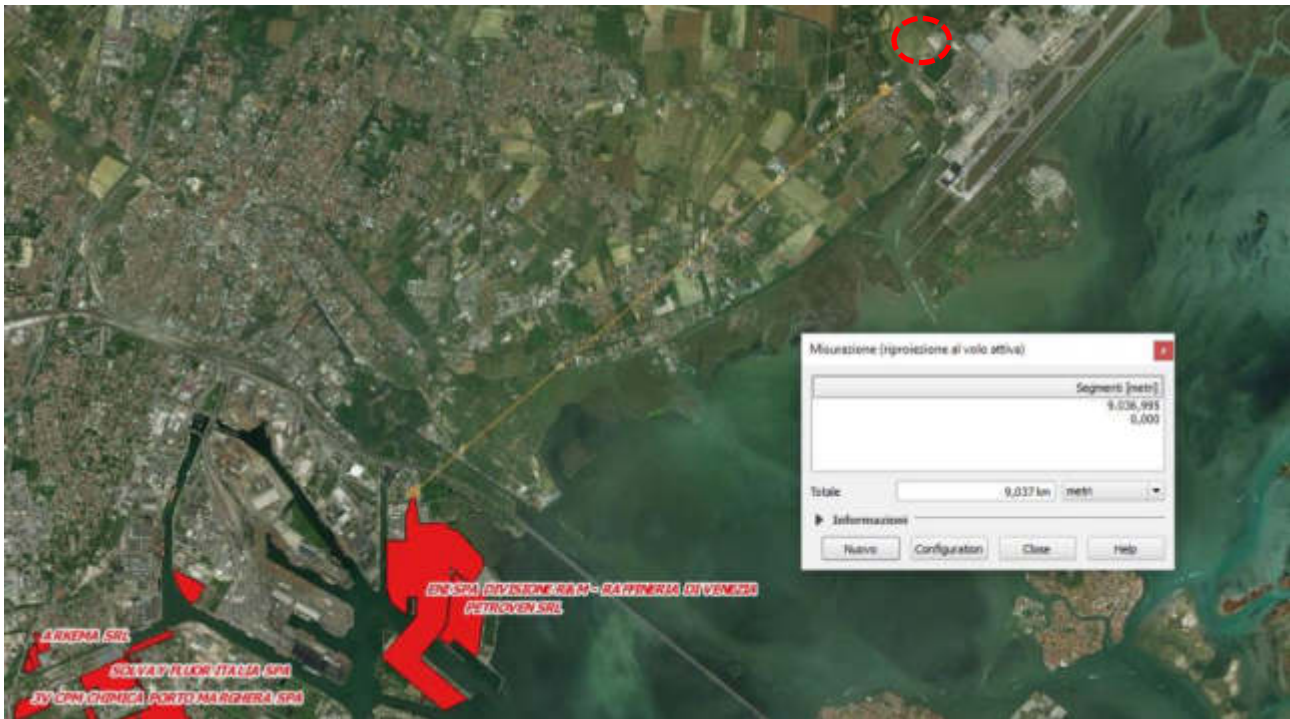 Misurazione (riproiezione al volo attiva)
Segmenti [metri]
9.036,995
0,000
Totale
9,037 km
metri
Informazioni
Nuovo
Configuration
Close
Help
ENI SPA DIVISIONE R&M - RAFFINERIA DI VENEZIA
PETROVEN SRL
ARKEMA SRL
SOLVAY FLUOR ITALIA SPA
3V CPM CHIMICA PORTO MARGHERA SPA